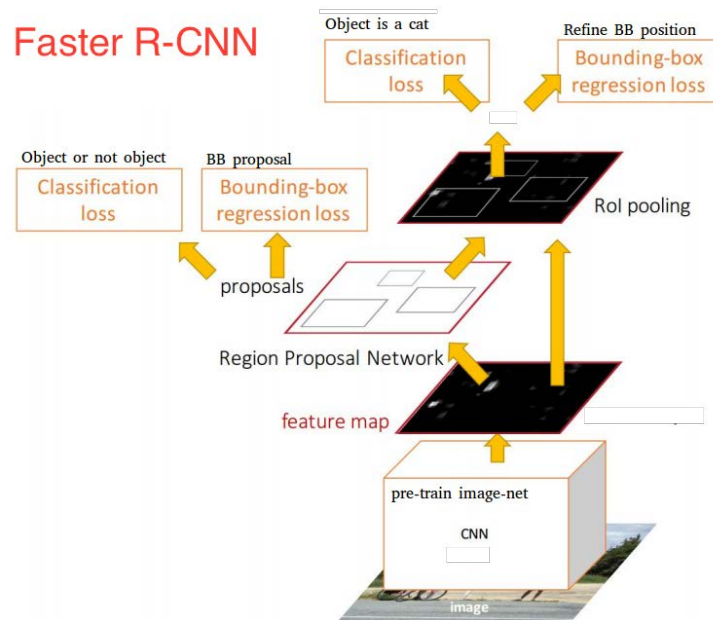 Faster R-CNN
Object is a cat
Classification
loss
Refine BB position
Bounding-box
regression loss
Object or not object
Classification
loss
BB proposal
Bounding-box
regression loss
RoI pooling
proposals
Region Proposal Network
feature map
pre-train image-net
CNN
image